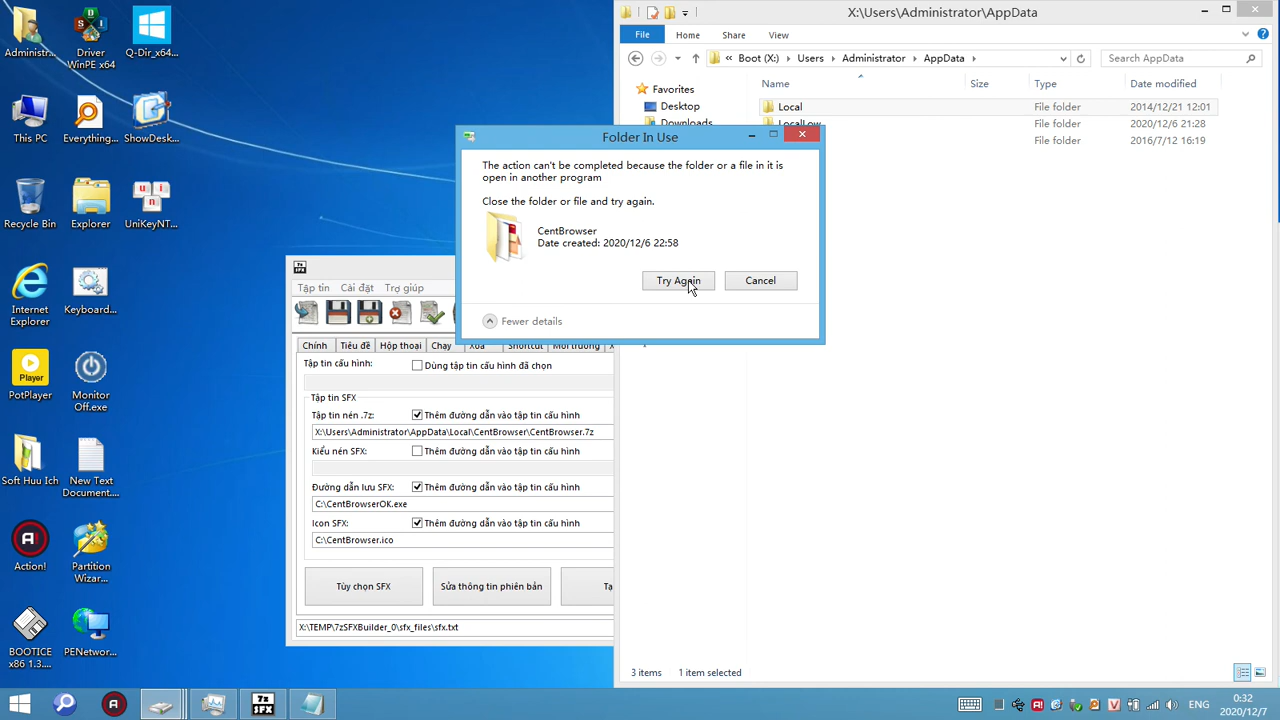 Administr...
Driver
WinPE x64
Q-Dir_x64...
This PC
Everything...
ShowDesk...
Recycle Bin
Explorer
UniKeyNT...
Internet
Explorer
Keyboard...
Player
PotPlayer
Monitor
Off.exe
Soft Huu Ich
New Text
Document...
Action!
Partition
Wizar...
BOOTICE
x86 1.3....
PENetwor...
X:\Users\Administrator\AppData
File
Home
Share
View
« Boot (X:) Users Administrator AppData
Search AppData
Name
Size
Type
Date modified
Favorites
Desktop
Downloads
Local
File folder
2014/12/21 12:01
LocalLow
File folder
2020/12/6 21:28
File folder
2016/7/12 16:19
3 items 1 item selected
Folder In Use
The action can't be completed because the folder or a file in it is
open in another program
Close the folder or file and try again.
CentBrowser
Date created: 2020/12/6 22:58
Try Again
Cancel
Fewer details
7z
SFX
Tập tin Cài đặt Trợ giúp
Chính
Tiêu đề
Hộp thoại
Chạy
Xóa
Shortcut
Môi trường
Tập tin cấu hình:
Dùng tập tin cấu hình đã chọn
Tập tin SFX
Tập tin nén .7z:
Thêm đường dẫn vào tập tin cấu hình
X:\Users\Administrator\AppData\Local\CentBrowser\CentBrowser.7z
Kiểu nén SFX:
Thêm đường dẫn vào tập tin cấu hình
Đường dẫn lưu SFX:
Thêm đường dẫn vào tập tin cấu hình
C:\CentBrowserOK.exe
Icon SFX:
Thêm đường dẫn vào tập tin cấu hình
C:\CentBrowser.ico
Tùy chọn SFX
Sửa thông tin phiên bản
X:\TEMP\7zSFXBuilder_0\sfx_files\sfx.txt
7z
SFX
ENG
0:32
2020/12/7